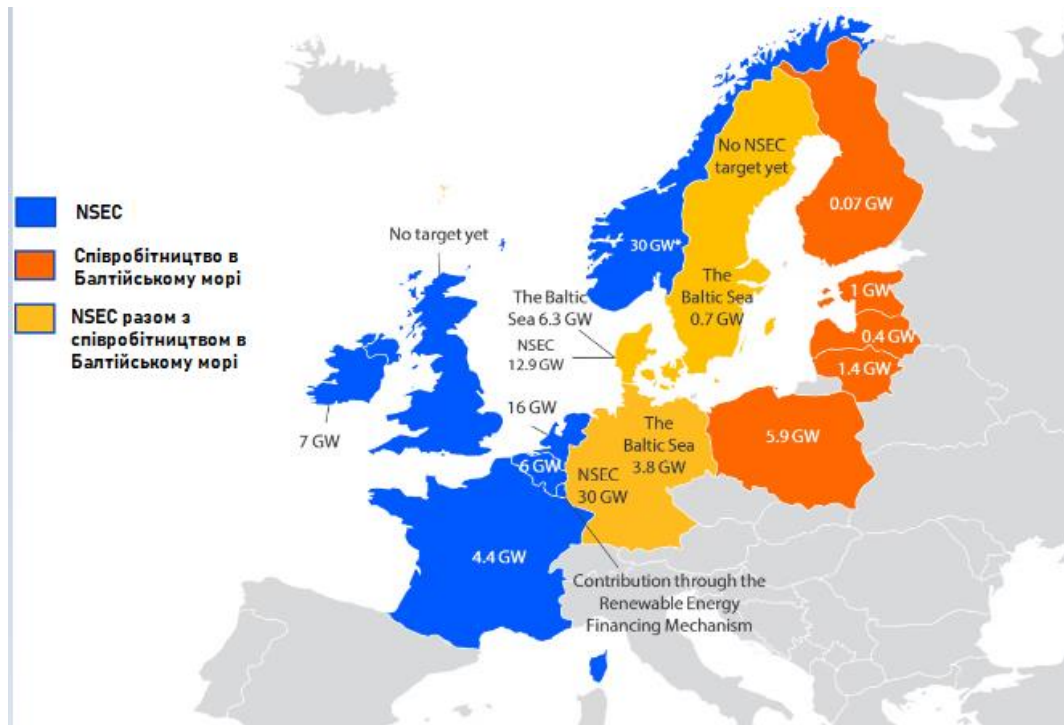 NSEC
Співробітництво в
Балтійському морі
NSEC разом з
співробітництвом в
Балтійському морі
No target yet
No NSEC
target yet
0.07 GW
30 GW*
The
Baltic Sea
0.7 GW
The Baltic
Sea 6.3 GW
NSEC
12.9 GW
1 GW
0.4 GW
1.4 GW
7 GW
16 GW
6 GW
The
Baltic Sea
3.8 GW
NSEC
30 GW
5.9 GW
4.4 GW
Contribution through the
Renewable Energy
Financing Mechanism